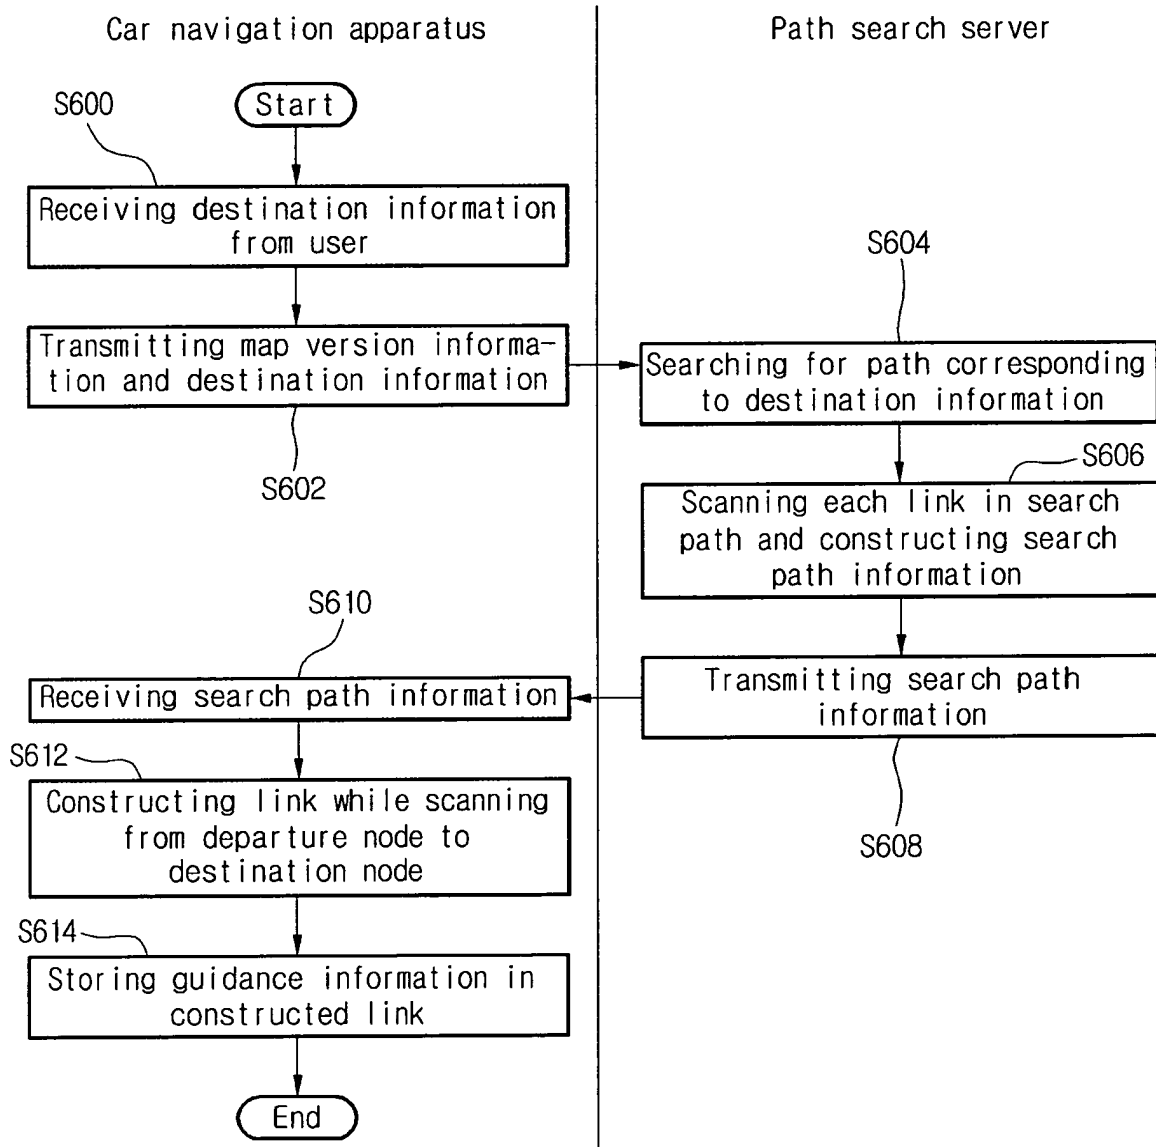 Car navigation apparatus
Path search server
Start
S600
Receiving destination information
from user
S604
Transmitting map version informa-
tion and destination information
Searching for path corresponding
to destination information
S602
S606
Scanning each link in search
path and constructing search
path information
S610
Receiving search path information
Transmitting search path
information
S612
Constructing link while scanning
from departure node to
destination node
S608
S614
Storing guidance information in
constructed link
End